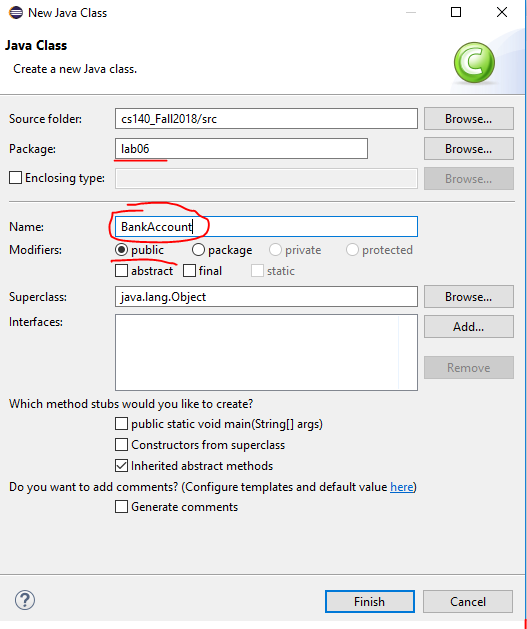 New Java Class
Java Class
Create a new Java class.
C
Source folder: cs140_Fall2018/src Browse...
Package: lab06 Browse...
Enclosing type: Browse...
Name: BankAccount
Modifiers: public package private protected
abstract final static
Superclass: java.lang.Object Browse...
Interfaces: Add...
Remove
Which method stubs would you like to create?
public static void main(String[] args)
Constructors from superclass
Inherited abstract methods
Do you want to add comments? (Configure templates and default value here)
Generate comments
? Finish Cancel